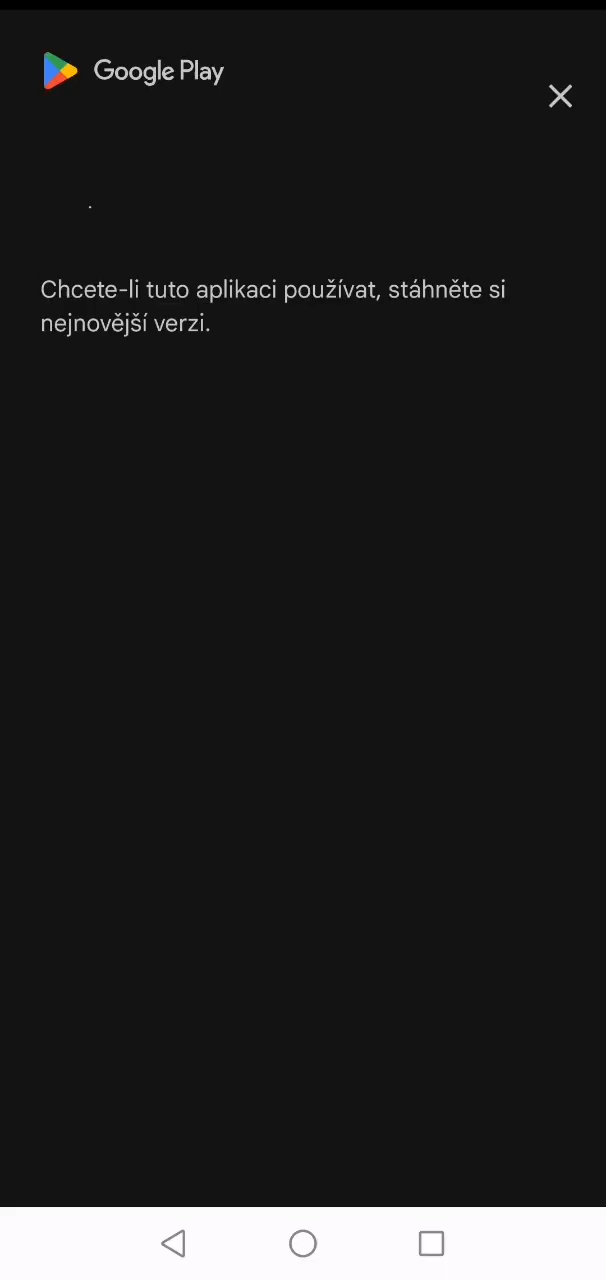 Google Play
Chcete-li tuto aplikaci používat, stáhněte si
nejnovější verzi.